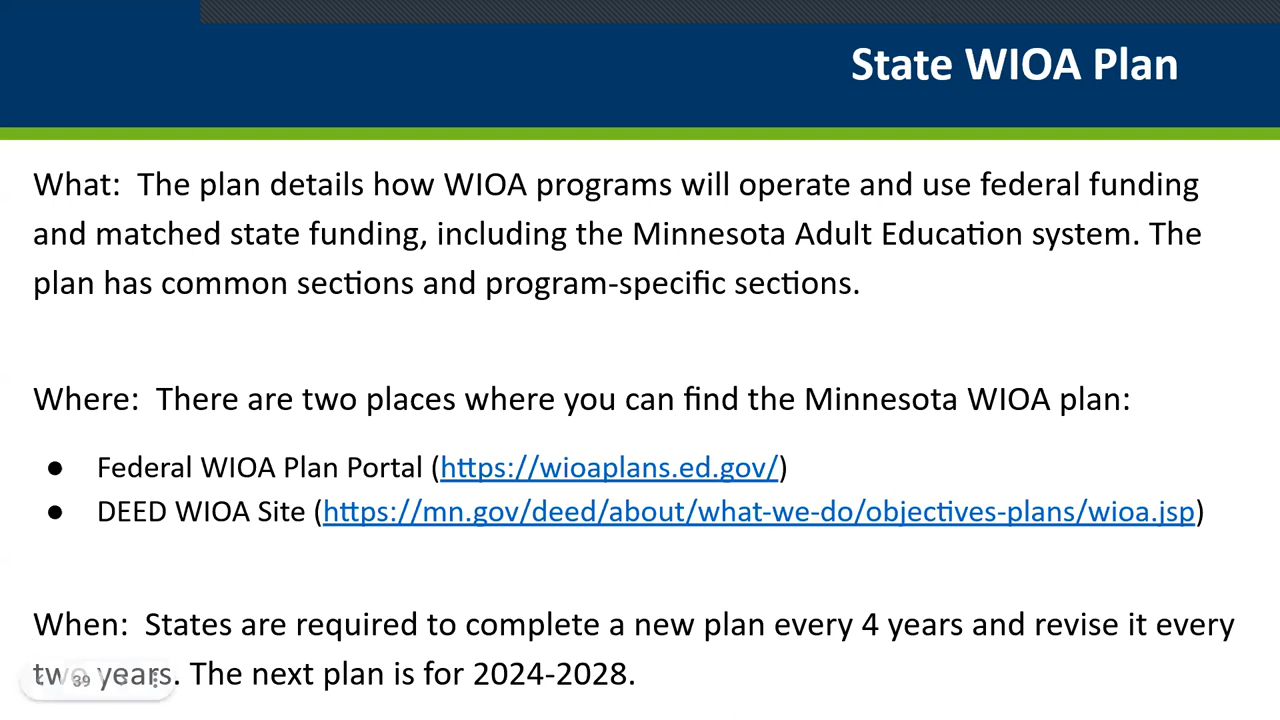 State WIOA Plan
What: The plan details how WIOA programs will operate and use federal funding
and matched state funding, including the Minnesota Adult Education system. The
plan has common sections and program-specific sections.
Where: There are two places where you can find the Minnesota WIOA plan:
● Federal WIOA Plan Portal (https://wioaplans.ed.gov/)
● DEED WIOA Site (https://mn.gov/deed/about/what-we-do/objectives-plans/wioa.jsp)
When: States are required to complete a new plan every 4 years and revise it every
two years. The next plan is for 2024-2028.
39